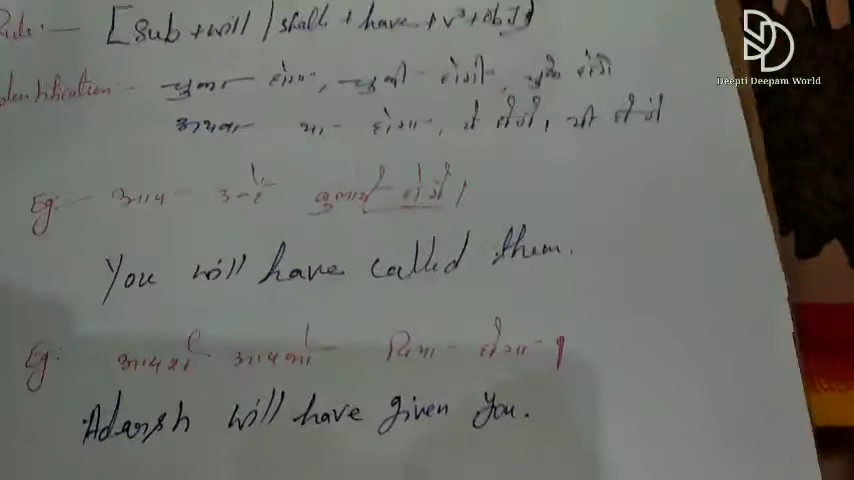 Rule:— [Sub + will / shall + have + v³ + obj.]
Deepti Deepam World
Identification - चुका होगा, चुकी होगी, चुके होंगे
अथवा या होगा, ये होंगे, यी होगी
Eg:- आप उन्हें बुलाये होंगे।
You will have called them.
Eg: आदर्श आपको दिया होगा।
Adarsh will have given you.